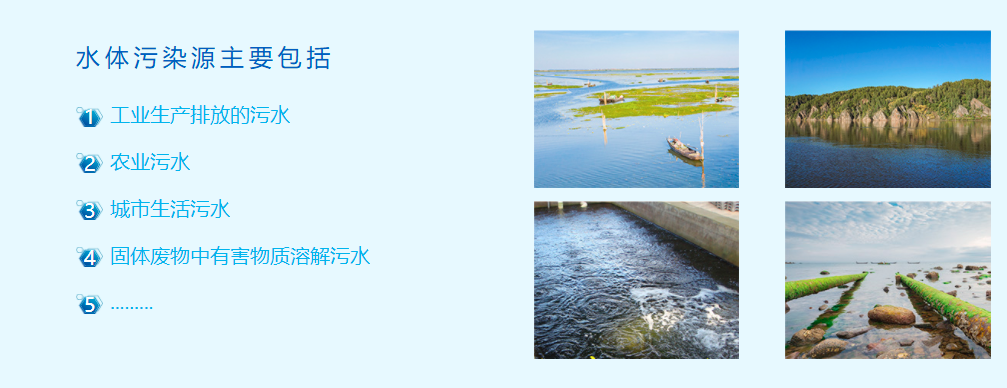 水体污染源主要包括
1 工业生产排放的污水
2 农业污水
3 城市生活污水
4 固体废物中有害物质溶解污水
5 .........